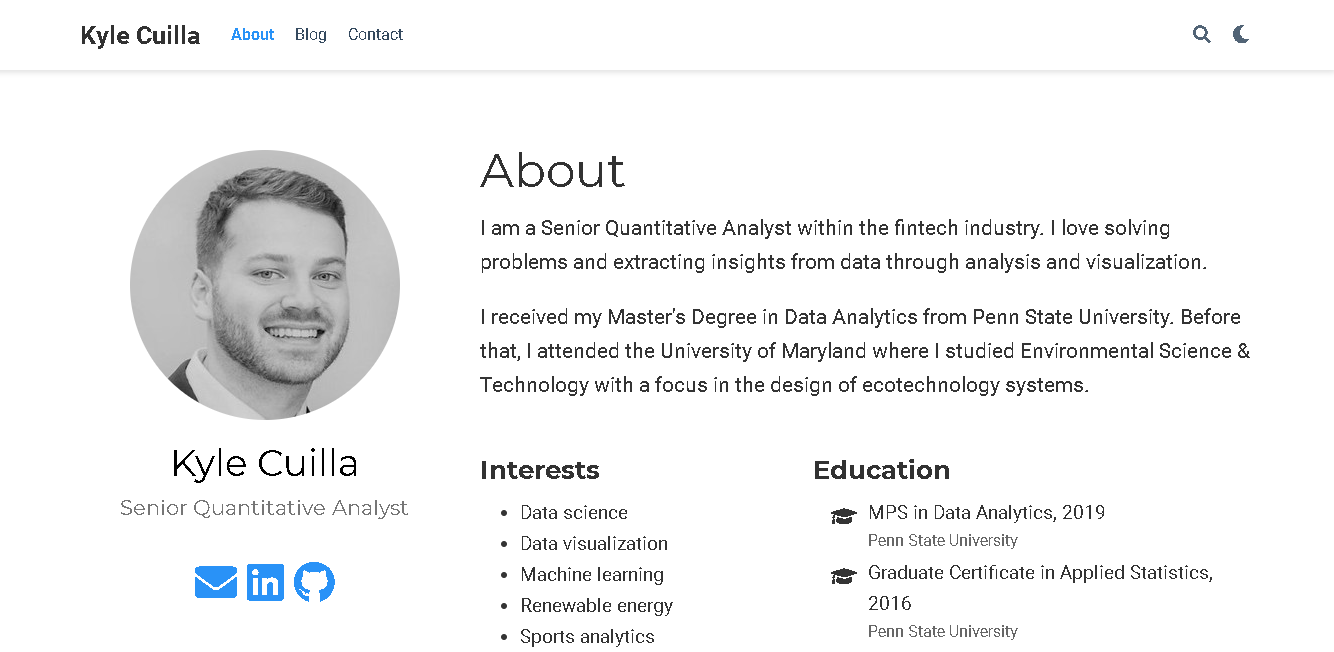 Kyle Cuilla
About
Blog
Contact
About
I am a Senior Quantitative Analyst within the fintech industry. I love solving
problems and extracting insights from data through analysis and visualization.
I received my Master's Degree in Data Analytics from Penn State University. Before
that, I attended the University of Maryland where I studied Environmental Science &
Technology with a focus in the design of ecotechnology systems.
Kyle Cuilla
Senior Quantitative Analyst
in
Interests
Data science
Data visualization
Machine learning
Renewable energy
Sports analytics
Education
MPS in Data Analytics, 2019
Penn State University
Graduate Certificate in Applied Statistics,
2016
Penn State University